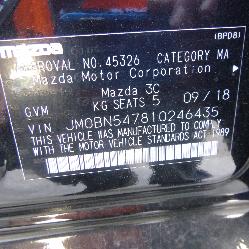 (BPD8)
mazda
APPROVAL NO.45326 CATEGORY MA
Mazda Motor Corporation
Mazda 3C
GVM KG SEATS 5 09/18
VIN JM0BN547810246435
THIS VEHICLE WAS MANUFACTURED TO COMPLY
WITH THE MOTOR VEHICLE STANDARDS ACT 1989